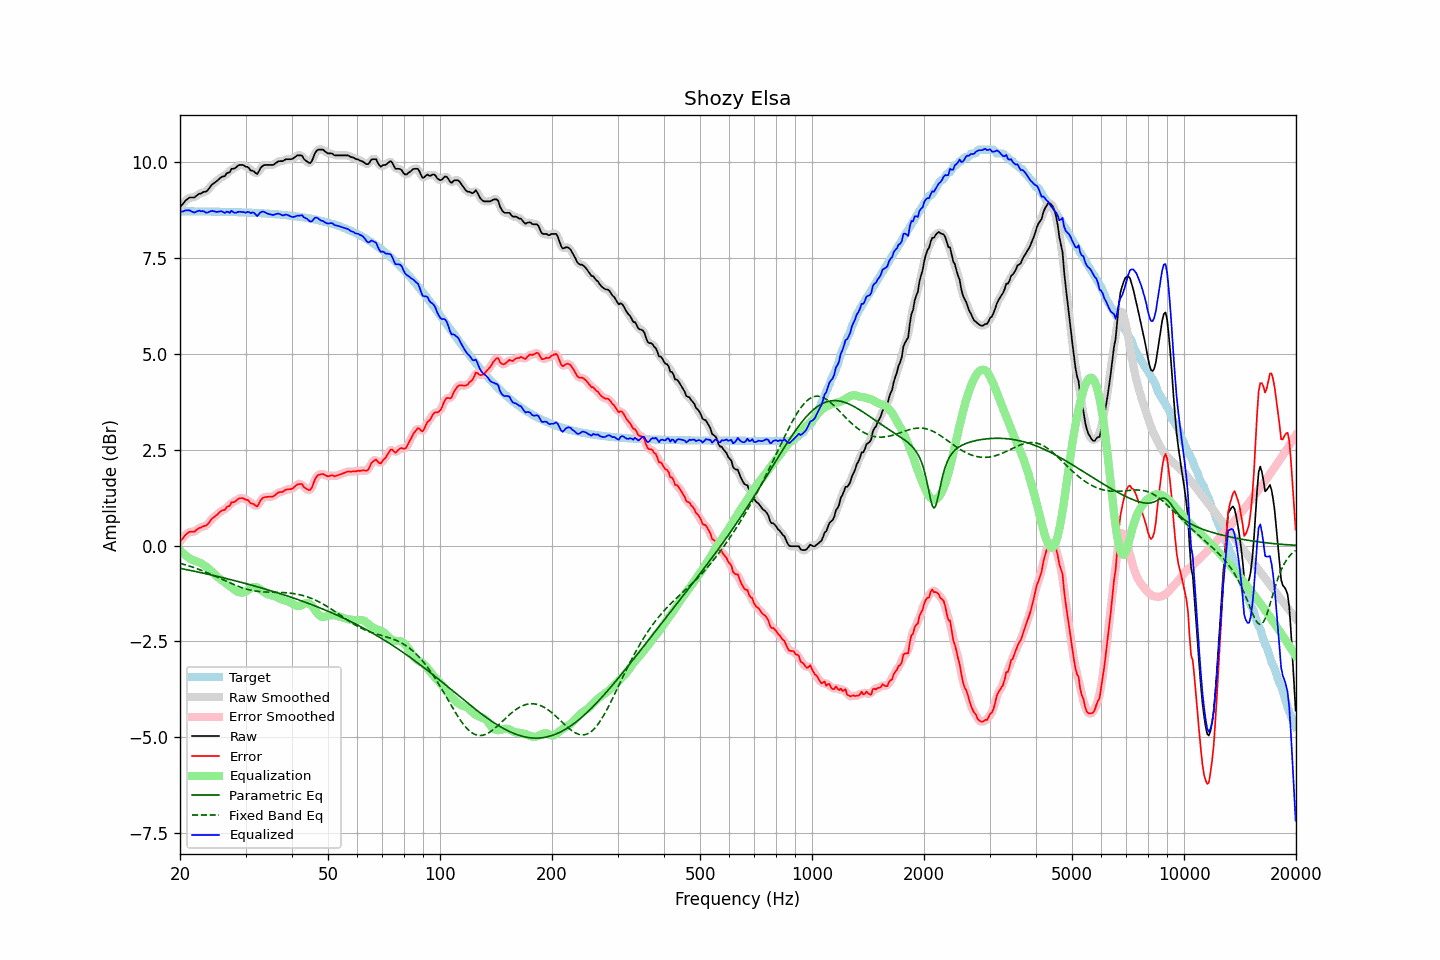 Shozy Elsa
Amplitude (dBr)
10.0
7.5
5.0
2.5
0.0
−2.5
−5.0
−7.5
Target
Raw Smoothed
Error Smoothed
Raw
Error
Equalization
Parametric Eq
Fixed Band Eq
Equalized
20 50 100 200 500 1000 2000 5000 10000 20000
Frequency (Hz)